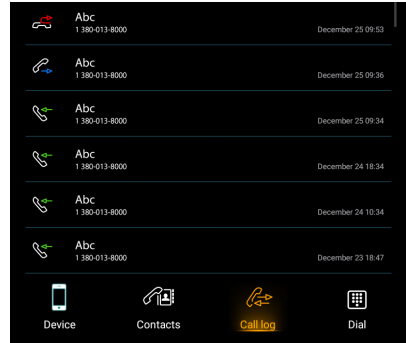 Abc
1 380-013-8000
December 25 09:53
Abc
1 380-013-8000
December 25 09:36
Abc
1 380-013-8000
December 25 09:34
Abc
1 380-013-8000
December 24 18:34
Abc
1 380-013-8000
December 24 10:34
Abc
1 380-013-8000
December 23 18:47
Device
Contacts
Call log
Dial